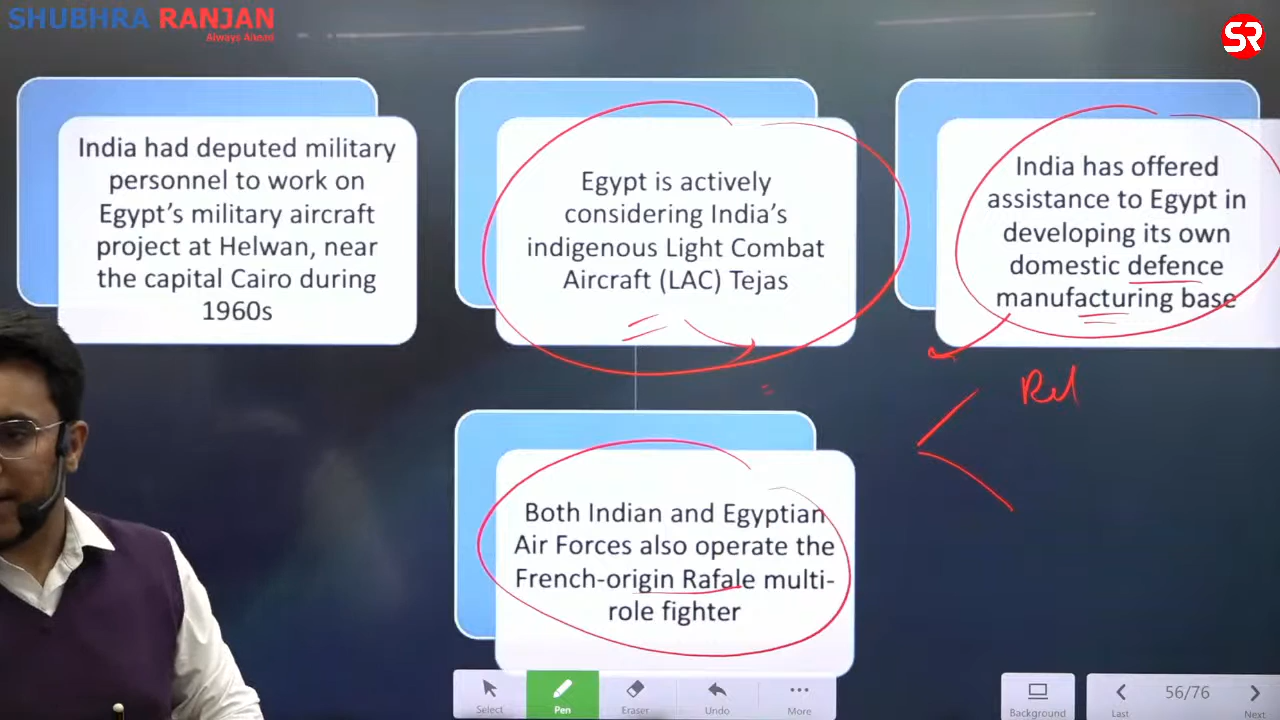 SHUBHRA RANJAN
Always Ahead
SR
India had deputed military
personnel to work on
Egypt's military aircraft
project at Helwan, near
the capital Cairo during
1960s
Egypt is actively
considering India's
indigenous Light Combat
Aircraft (LAC) Tejas
India has offered
assistance to Egypt in
developing its own
domestic defence
manufacturing base
Both Indian and Egyptian
Air Forces also operate the
French-origin Rafale multi-
role fighter
Select
Pen
Eraser
Undo
More
Background
Last
56/76
Next